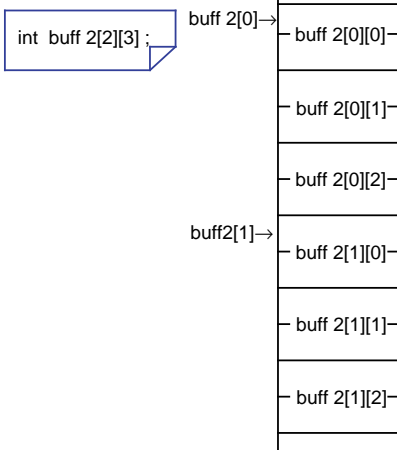 buff 2[0]→
int buff 2[2][3] ;
buff 2[0][0]
buff 2[0][1]
buff 2[0][2]
buff2[1]→
buff 2[1][0]
buff 2[1][1]
buff 2[1][2]